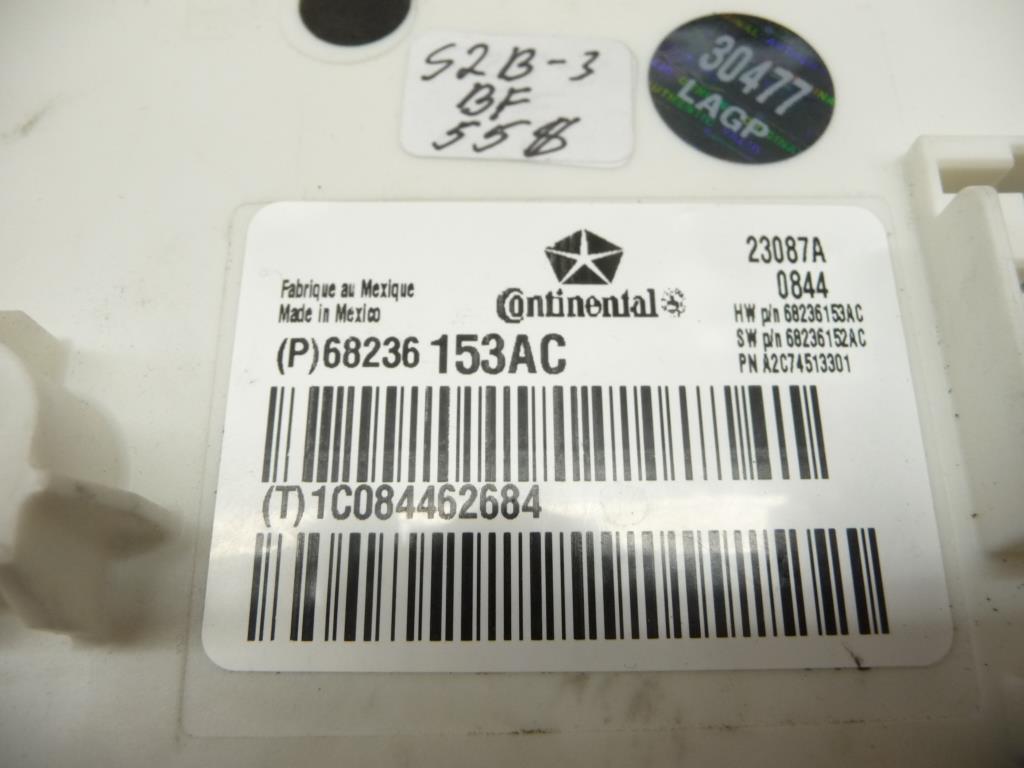 S2B-3
BF
558
30477
LAGP
Fabrique au Mexique
Made in Mexico
Continental
23087A
0844
HW p/n 68236153AC
SW p/n 68236152AC
PN A2C74513301
(P)68236 153AC
(T)1C084462684